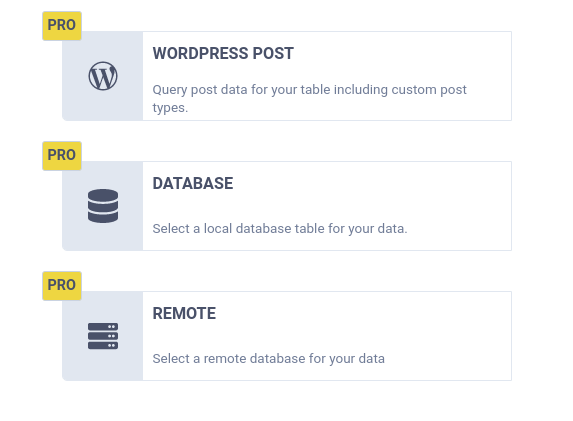 PRO
WORDPRESS POST
Query post data for your table including custom post
types.
PRO
DATABASE
Select a local database table for your data.
PRO
REMOTE
Select a remote database for your data